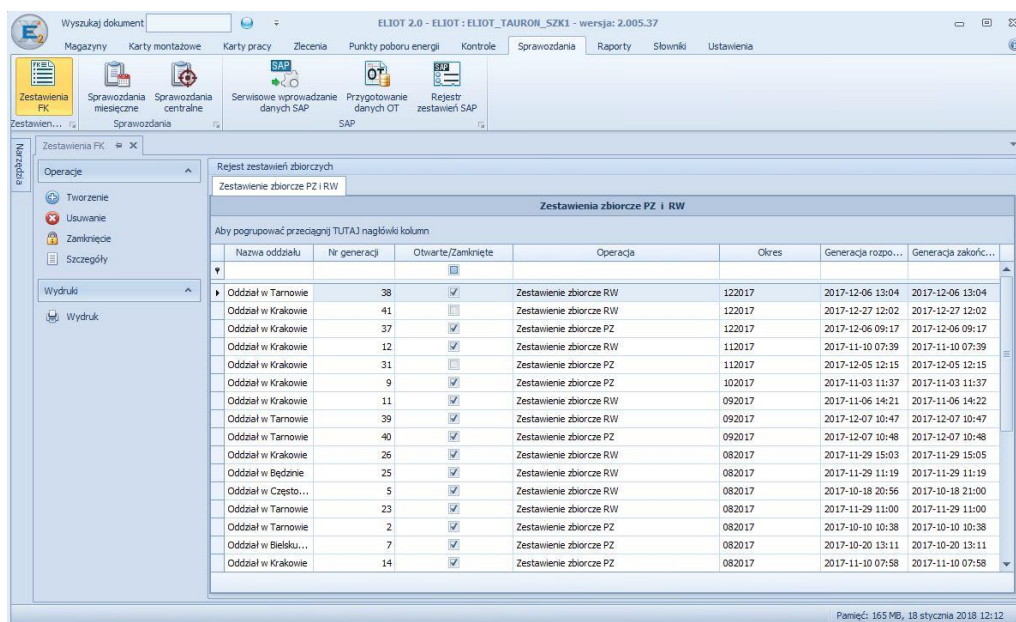 Wyszukaj dokument
ELIOT 2.0 - ELIOT : ELIOT_TAURON_SZK1 - wersja: 2.005.37
Magazyny Karty montażowe Karty pracy Zlecenia Punkty poboru energii Kontrole Sprawozdania Raporty Słowniki Ustawienia
Zestawienia FK
Sprawozdania miesięczne
Sprawozdania centralne
Serwisowe wprowadzanie danych SAP
Przygotowanie danych OT
Rejestr zestawień SAP
Zestawien... Sprawozdania SAP
Narzędzia
Zestawienia FK
Operacje
Tworzenie
Usuwanie
Zamknięcie
Szczegóły
Wydruki
Wydruk
Rejest zestawień zbiorczych
Zestawienie zbiorcze PZ i RW
Zestawienia zbiorcze PZ i RW
Aby pogrupować przeciągnij TUTAJ nagłówki kolumn
Nazwa oddziału Nr generacji Otwarte/Zamknięte Operacja Okres Generacja rozpo... Generacja zakońc...
Oddział w Tarnowie 38 Zestawienie zbiorcze RW 122017 2017-12-06 13:04 2017-12-06 13:04
Oddział w Krakowie 41 Zestawienie zbiorcze RW 122017 2017-12-27 12:02 2017-12-27 12:02
Oddział w Krakowie 37 Zestawienie zbiorcze PZ 122017 2017-12-06 09:17 2017-12-06 09:17
Oddział w Krakowie 12 Zestawienie zbiorcze RW 112017 2017-11-10 07:39 2017-11-10 07:39
Oddział w Krakowie 31 Zestawienie zbiorcze PZ 112017 2017-12-05 12:15 2017-12-05 12:15
Oddział w Krakowie 9 Zestawienie zbiorcze PZ 102017 2017-11-03 11:37 2017-11-03 11:37
Oddział w Krakowie 11 Zestawienie zbiorcze RW 092017 2017-11-06 14:21 2017-11-06 14:22
Oddział w Tarnowie 39 Zestawienie zbiorcze RW 092017 2017-12-07 10:47 2017-12-07 10:47
Oddział w Tarnowie 40 Zestawienie zbiorcze PZ 092017 2017-12-07 10:48 2017-12-07 10:48
Oddział w Krakowie 26 Zestawienie zbiorcze RW 082017 2017-11-29 15:03 2017-11-29 15:05
Oddział w Będzinie 25 Zestawienie zbiorcze RW 082017 2017-11-29 11:19 2017-11-29 11:19
Oddział w Często... 5 Zestawienie zbiorcze RW 082017 2017-10-18 20:56 2017-10-18 21:00
Oddział w Tarnowie 23 Zestawienie zbiorcze RW 082017 2017-11-29 11:00 2017-11-29 11:00
Oddział w Tarnowie 2 Zestawienie zbiorcze PZ 082017 2017-10-10 10:38 2017-10-10 10:38
Oddział w Bielsku... 7 Zestawienie zbiorcze PZ 082017 2017-10-20 13:11 2017-10-20 13:11
Oddział w Krakowie 14 Zestawienie zbiorcze PZ 082017 2017-11-10 07:58 2017-11-10 07:58
Pamięć: 165 MB, 18 stycznia 2018 12:12